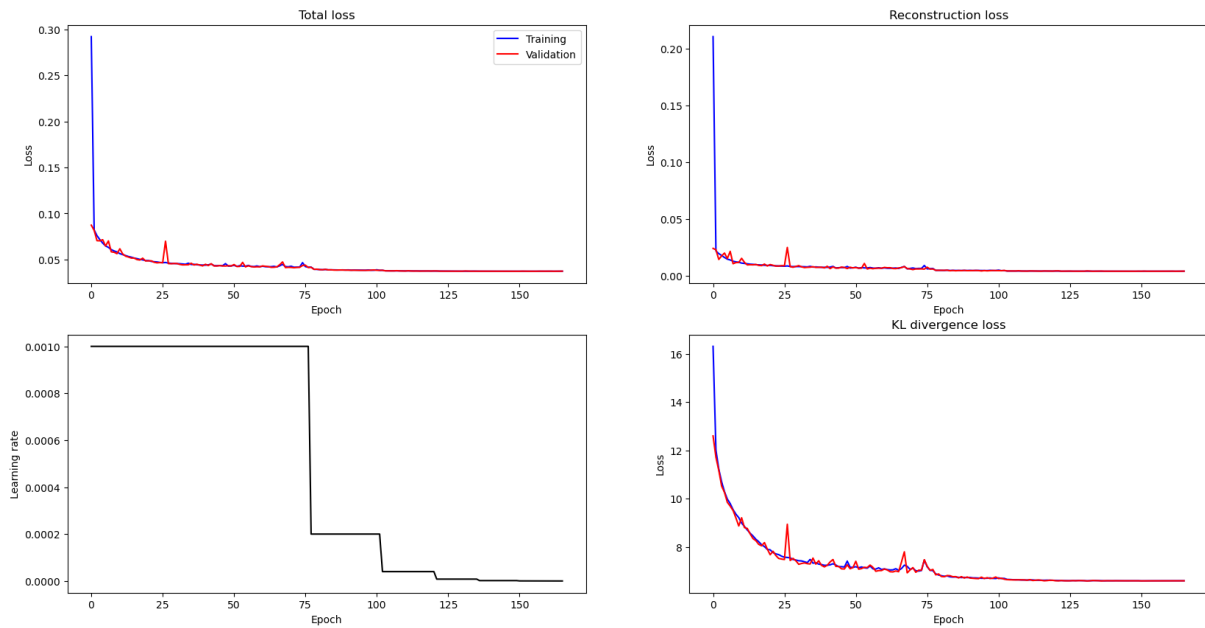 Total loss
0.30
0.25
0.20
0.15
0.10
0.05
Loss
Training
Validation
0 25 50 75 100 125 150
Epoch
Reconstruction loss
0.20
0.15
0.10
0.05
0.00
Loss
0 25 50 75 100 125 150
Epoch
0.0010
0.0008
0.0006
0.0004
0.0002
0.0000
Learning rate
0 25 50 75 100 125 150
Epoch
KL divergence loss
16
14
12
10
8
Loss
0 25 50 75 100 125 150
Epoch